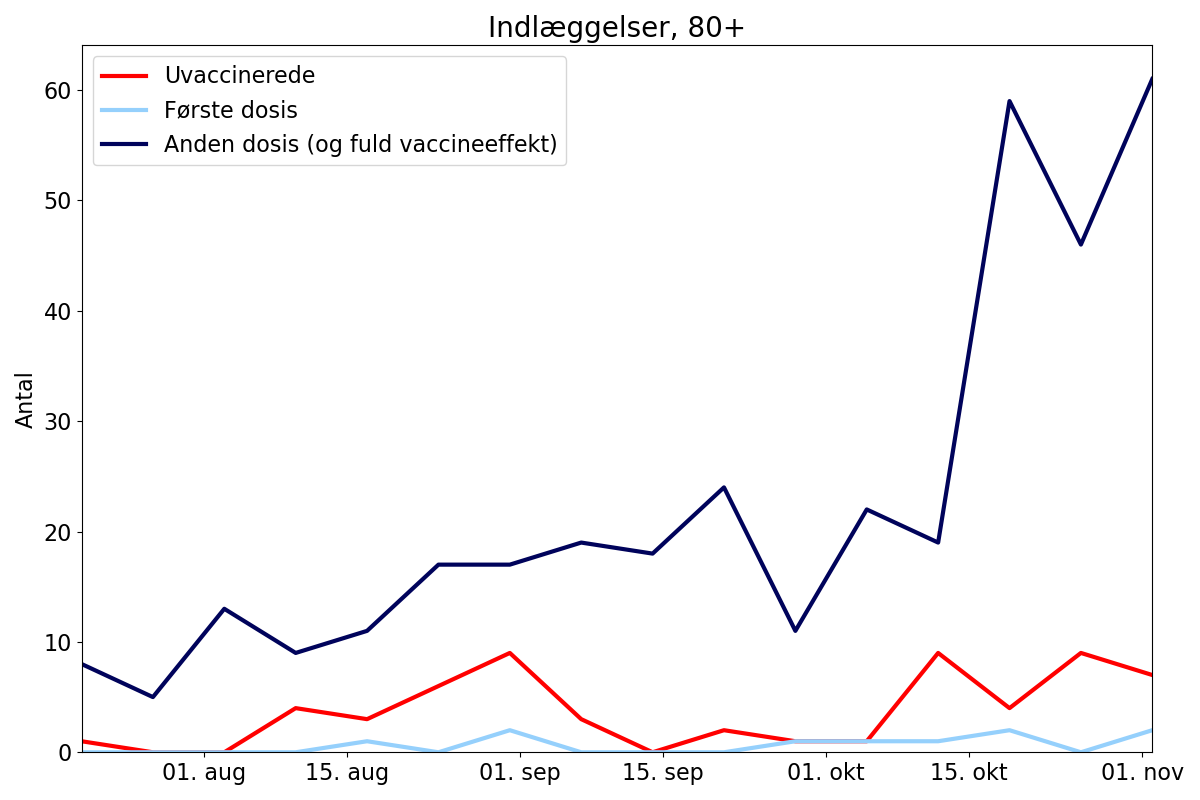 Indlæggelser, 80+
Uvaccinerede
Første dosis
Anden dosis (og fuld vaccineeffekt)
Antal
60
50
40
30
20
10
0
01. aug
15. aug
01. sep
15. sep
01. okt
15. okt
01. nov